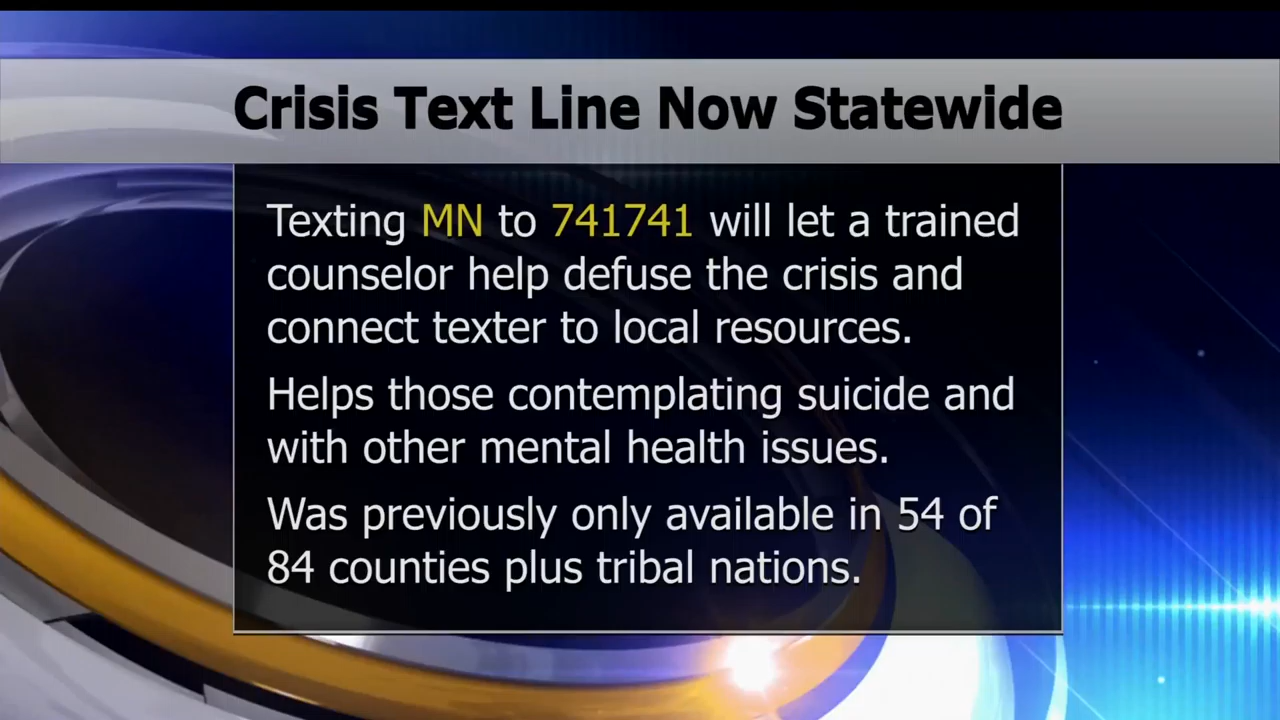 Crisis Text Line Now Statewide
Texting MN to 741741 will let a trained
counselor help defuse the crisis and
connect texter to local resources.
Helps those contemplating suicide and
with other mental health issues.
Was previously only available in 54 of
84 counties plus tribal nations.